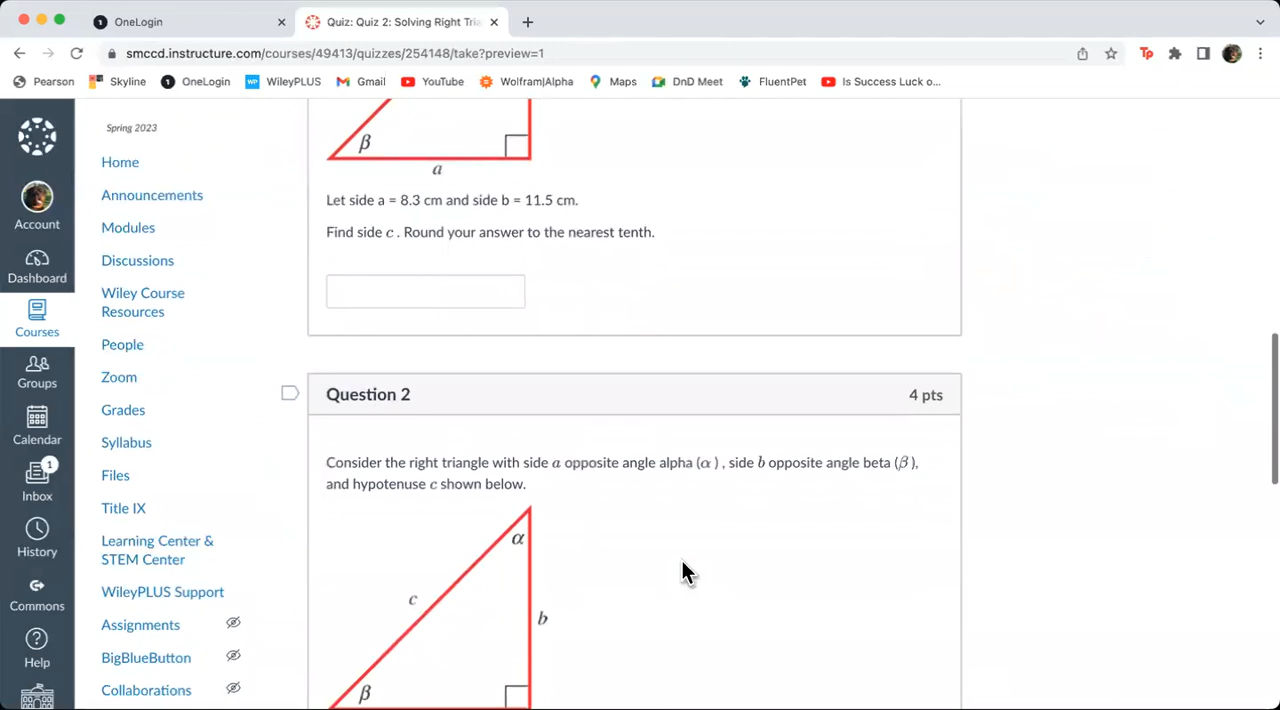 OneLogin
Quiz: Quiz 2: Solving Right Tria
smccd.instructure.com/courses/49413/quizzes/254148/take?preview=1
Tp
Pearson
Skyline
OneLogin
WP WileyPLUS
Gmail
YouTube
Wolfram|Alpha
Maps
DnD Meet
FluentPet
Is Success Luck o...
Account
Dashboard
Courses
Groups
Calendar
1
Inbox
History
Commons
Help
Spring 2023
Home
Announcements
Modules
Discussions
Wiley Course
Resources
People
Zoom
Grades
Syllabus
Files
Title IX
Learning Center &
STEM Center
WileyPLUS Support
Assignments
BigBlueButton
Collaborations
β
a
Let side a = 8.3 cm and side b = 11.5 cm.
Find side c . Round your answer to the nearest tenth.
Question 2
4 pts
Consider the right triangle with side a opposite angle alpha (α) , side b opposite angle beta (β),
and hypotenuse c shown below.
α
c
b
β